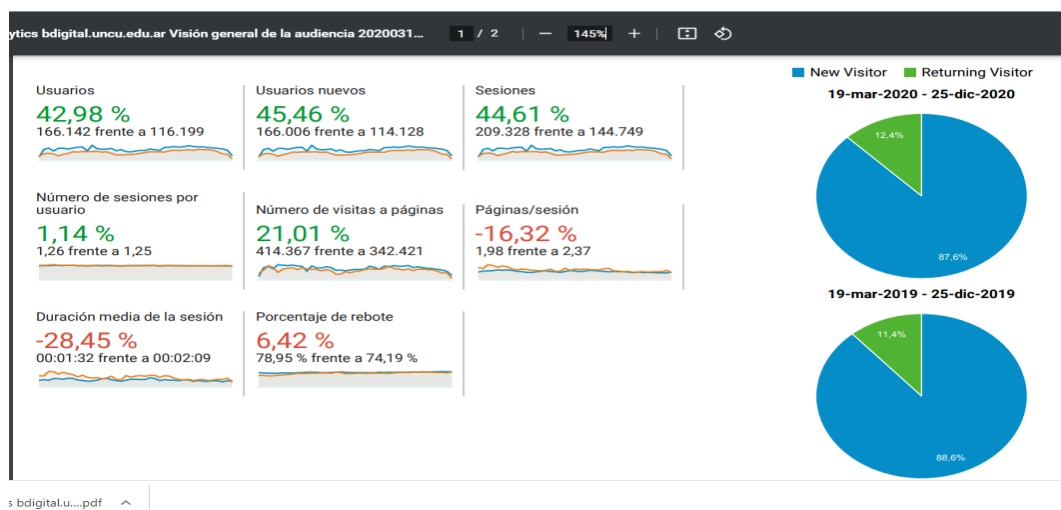 ytics bdigital.uncu.edu.ar Visión general de la audiencia 2020031... 1 / 2 | — 145% + |
New Visitor Returning Visitor
19-mar-2020 - 25-dic-2020
12,4%
87,6%
19-mar-2019 - 25-dic-2019
11,4%
88,6%
Usuarios
42,98 %
166.142 frente a 116.199
Usuarios nuevos
45,46 %
166.006 frente a 114.128
Sesiones
44,61 %
209.328 frente a 144.749
Número de sesiones por
usuario
1,14 %
1,26 frente a 1,25
Número de visitas a páginas
21,01 %
414.367 frente a 342.421
Páginas/sesión
-16,32 %
1,98 frente a 2,37
Duración media de la sesión
-28,45 %
00:01:32 frente a 00:02:09
Porcentaje de rebote
6,42 %
78,95 % frente a 74,19 %
s bdigital.u....pdf